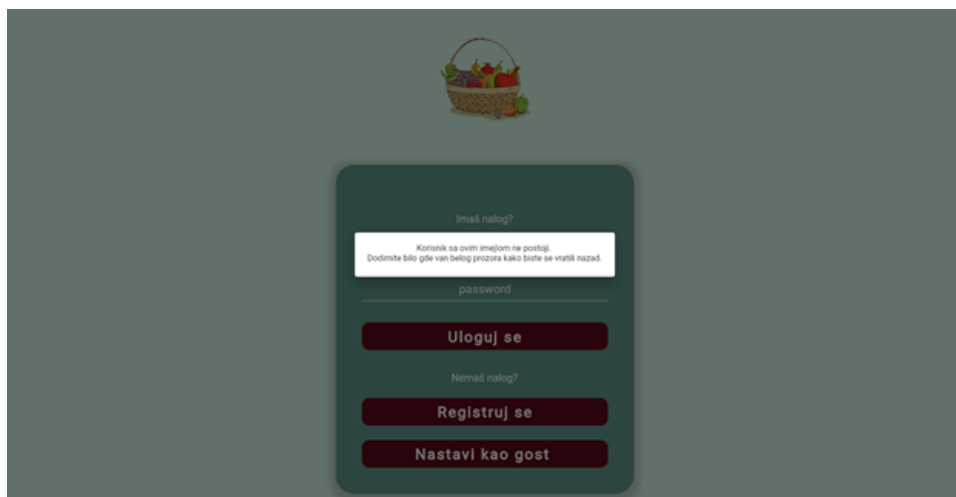 Imaš nalog?
Korisnik sa ovim imejlom ne postoji.
Dodirnite bilo gde van belog prozora kako biste se vratili nazad.
password
Uloguj se
Nemaš nalog?
Registruj se
Nastavi kao gost